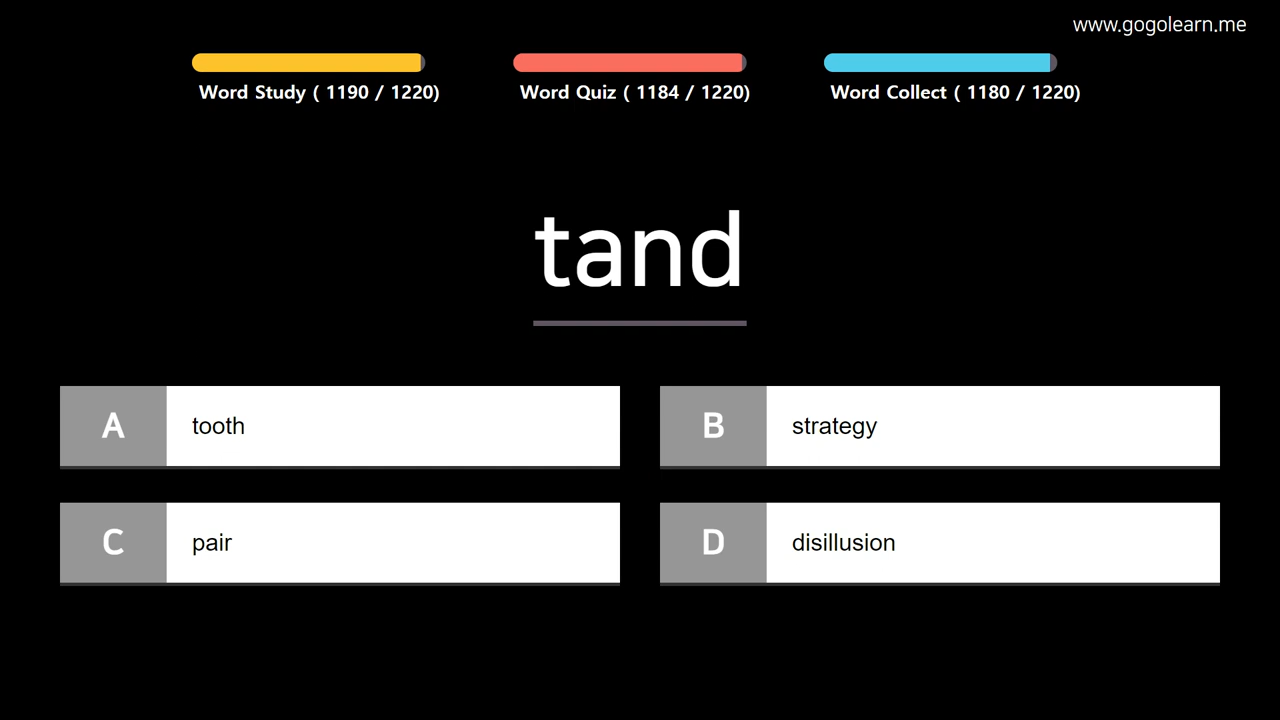 www.gogolearn.me
Word Study ( 1190 / 1220)
Word Quiz ( 1184 / 1220)
Word Collect ( 1180 / 1220)
tand
A tooth
B strategy
C pair
D disillusion